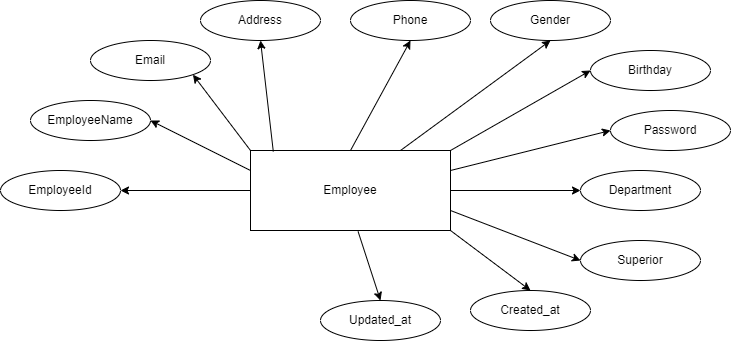 Address
Phone
Gender
Email
Birthday
EmployeeName
Password
EmployeeId
Employee
Department
Superior
Created_at
Updated_at